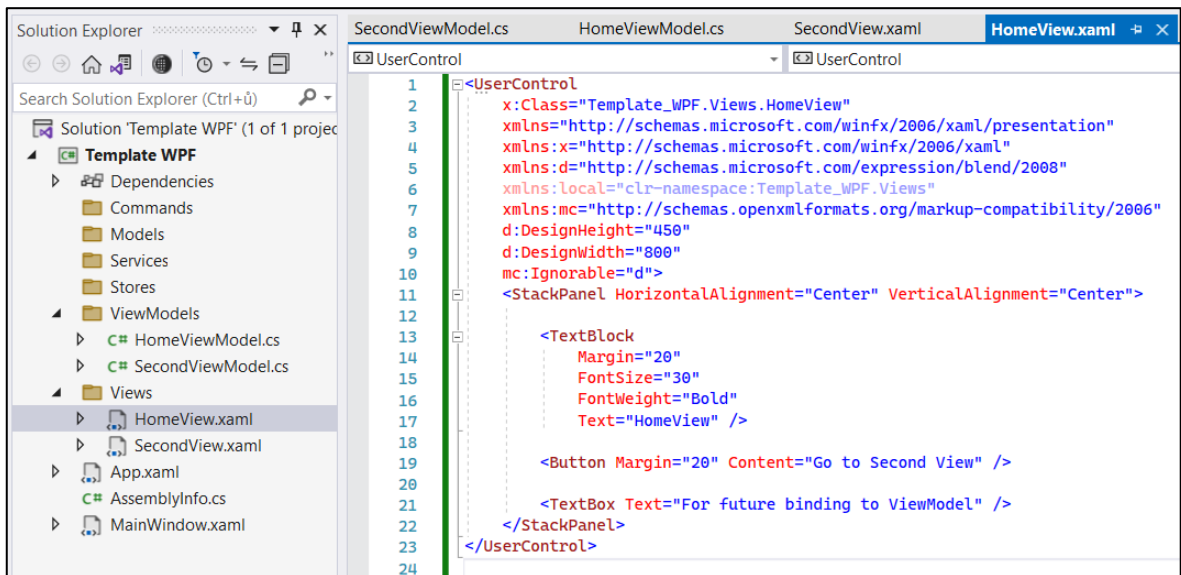 Solution Explorer
Search Solution Explorer (Ctrl+ů)
Solution 'Template WPF' (1 of 1 projec
C# Template WPF
Dependencies
Commands
Models
Services
Stores
ViewModels
C# HomeViewModel.cs
C# SecondViewModel.cs
Views
HomeView.xaml
SecondView.xaml
App.xaml
C# AssemblyInfo.cs
MainWindow.xaml
SecondViewModel.cs HomeViewModel.cs SecondView.xaml HomeView.xaml
UserControl UserControl
1 <UserControl
2 x:Class="Template_WPF.Views.HomeView"
3 xmlns="http://schemas.microsoft.com/winfx/2006/xaml/presentation"
4 xmlns:x="http://schemas.microsoft.com/winfx/2006/xaml"
5 xmlns:d="http://schemas.microsoft.com/expression/blend/2008"
6 xmlns:local="clr-namespace:Template_WPF.Views"
7 xmlns:mc="http://schemas.openxmlformats.org/markup-compatibility/2006"
8 d:DesignHeight="450"
9 d:DesignWidth="800"
10 mc:Ignorable="d">
11 <StackPanel HorizontalAlignment="Center" VerticalAlignment="Center">
12
13 <TextBlock
14 Margin="20"
15 FontSize="30"
16 FontWeight="Bold"
17 Text="HomeView" />
18
19 <Button Margin="20" Content="Go to Second View" />
20
21 <TextBox Text="For future binding to ViewModel" />
22 </StackPanel>
23 </UserControl>
24